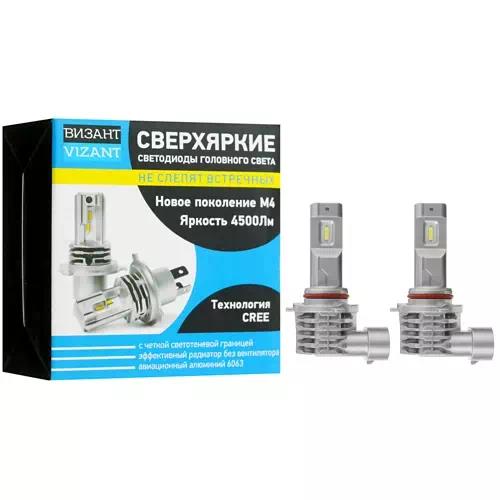 ВИЗАНТ
VIZANT
СВЕРХЯРКИЕ
СВЕТОДИОДЫ ГОЛОВНОГО СВЕТА
НЕ СЛЕПЯТ ВСТРЕЧНЫХ
Новое поколение М4
Яркость 4500Лм
Технология
CREE
с четкой светотеневой границей
эффективный радиатор без вентилятора
авиационный алюминий 6063